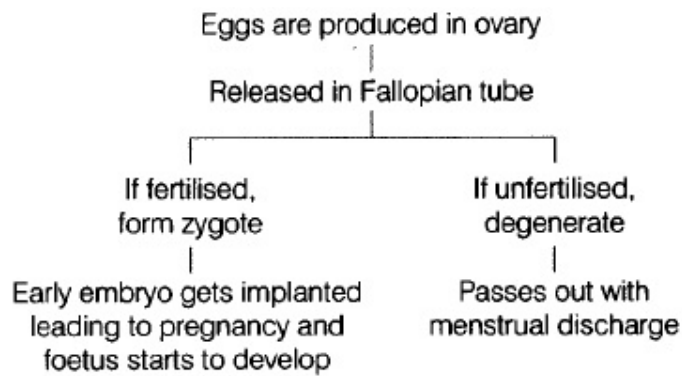 Eggs are produced in ovary
Released in Fallopian tube
If fertilised,
form zygote
If unfertilised,
degenerate
Early embryo gets implanted
leading to pregnancy and
foetus starts to develop
Passes out with
menstrual discharge